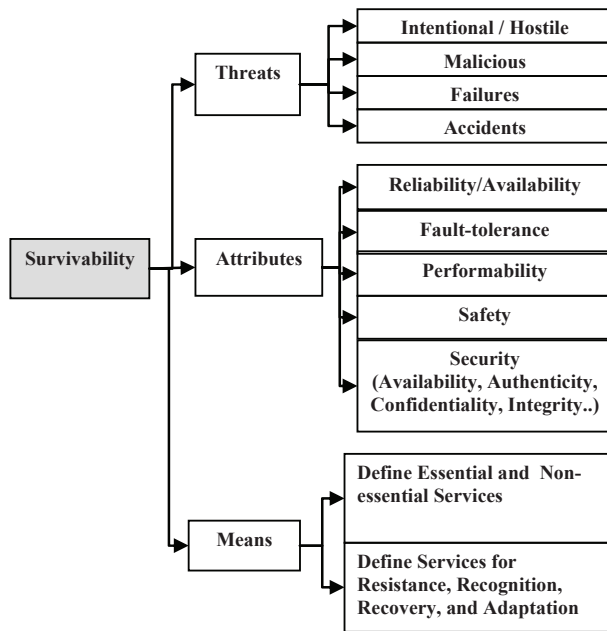 Survivability
Threats
Intentional / Hostile
Malicious
Failures
Accidents
Attributes
Reliability/Availability
Fault-tolerance
Performability
Safety
Security
(Availability, Authenticity,
Confidentiality, Integrity..)
Means
Define Essential and Non-
essential Services
Define Services for
Resistance, Recognition,
Recovery, and Adaptation